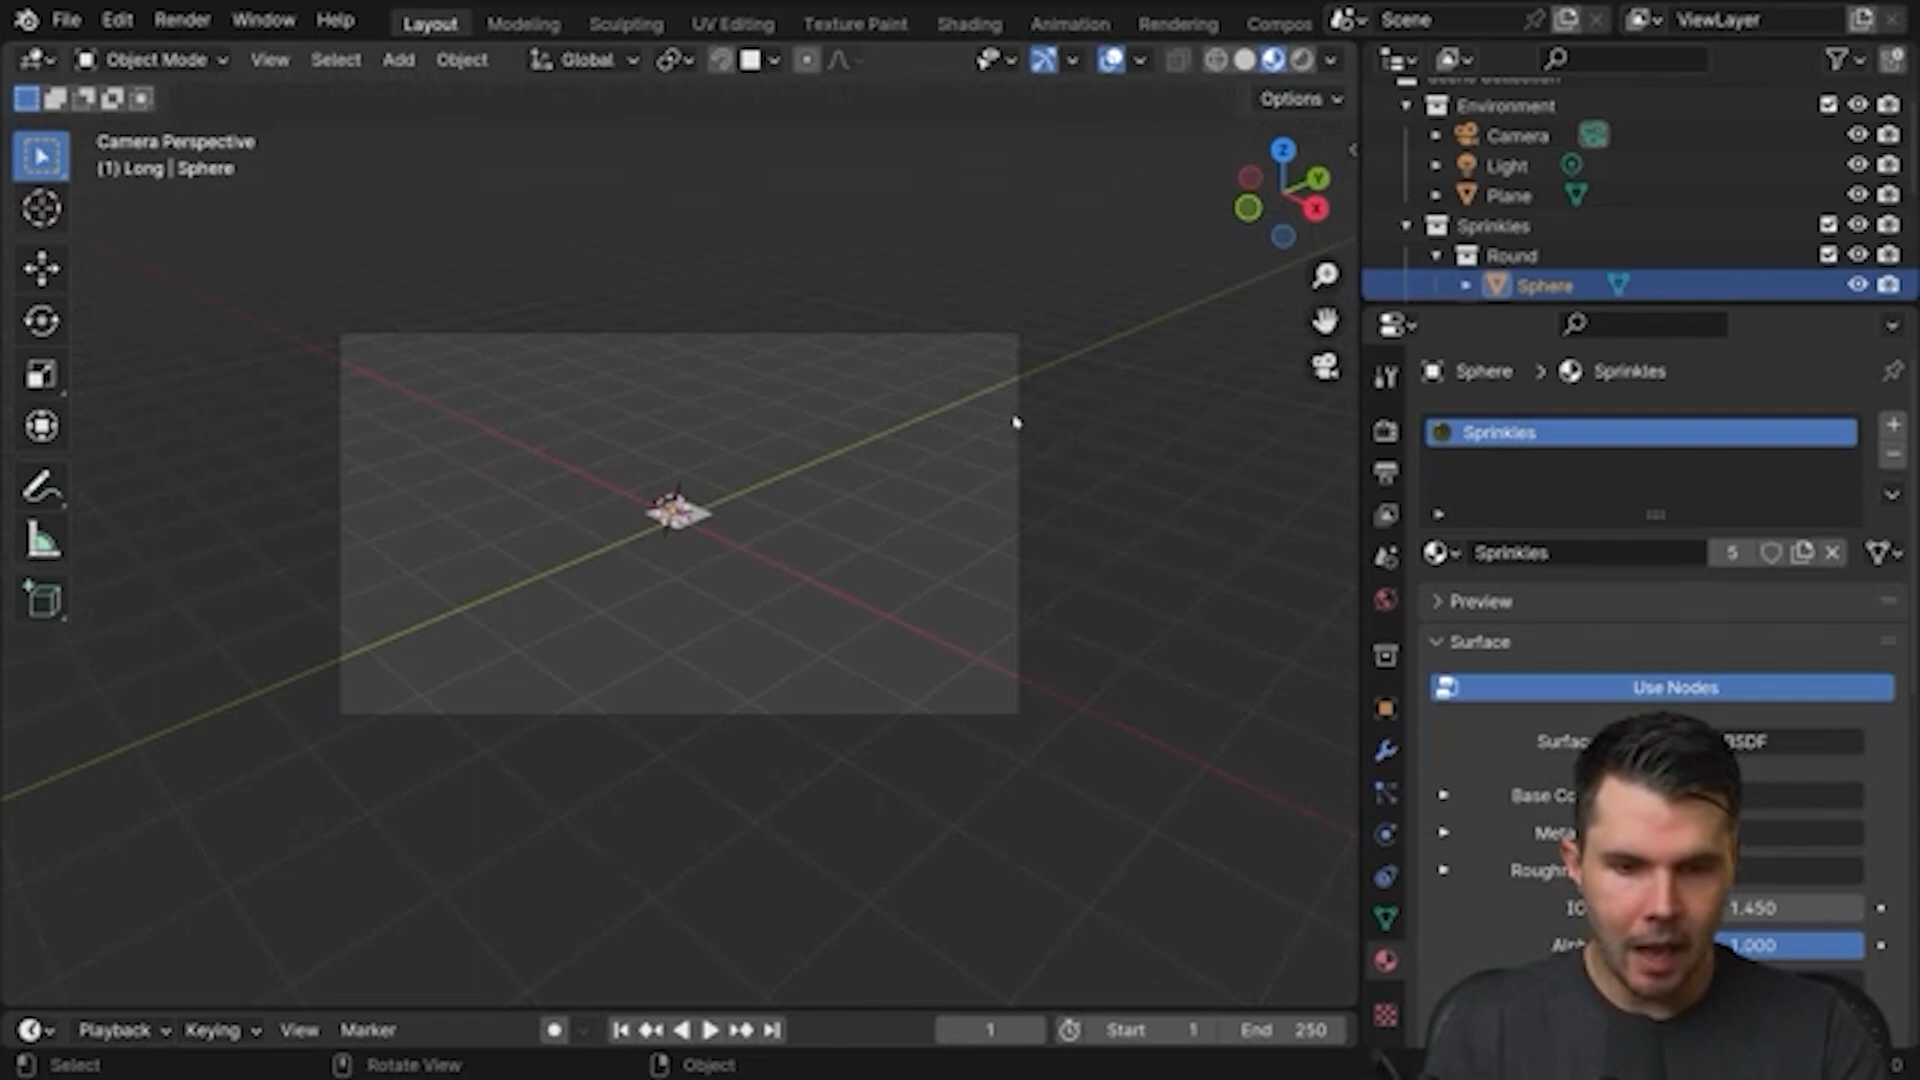 File Edit Render Window Help Layout Modeling Sculpting UV Editing Texture Paint Shading Animation Rendering Compos Scene ViewLayer
Object Mode View Select Add Object Global
Options
Camera Perspective
(1) Long | Sphere
Z
Y
X
Environment
Camera
Light
Plane
Sprinkles
Round
Sphere
Sphere > Sprinkles
Sprinkles
Sprinkles 5
Preview
Surface
Use Nodes
Surfac BSDF
Base Co
Meta
Roughn
IO 1.450
Alph 1.000
Playback Keying View Marker 1 Start 1 End 250
Select Rotate View Object 0